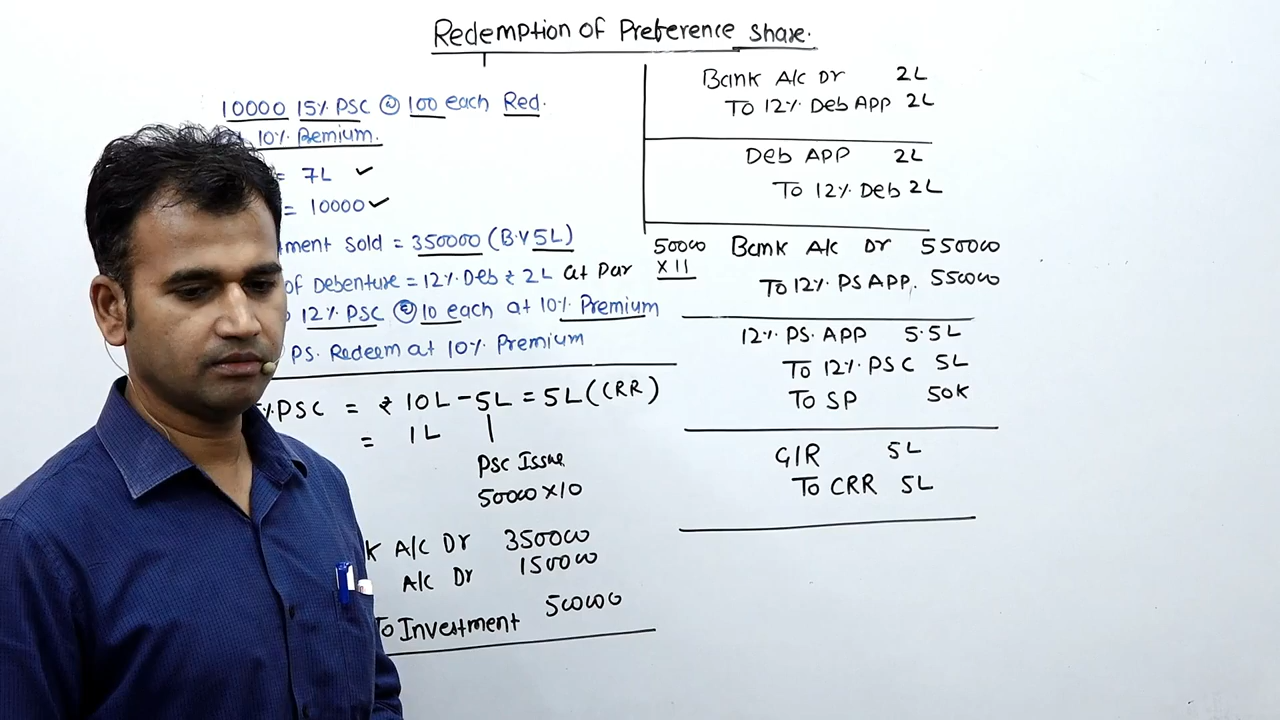 Redemption of Preference Share.
10000 15% PSC @ 100 each Red.
10% Premium.
= 7L ✓
= 10000 ✓
ment Sold = 350000 (B.V 5L)
of Debenture = 12% Deb ₹ 2L at Par
12% PSC @ 10 each at 10% Premium
PS. Redeem at 10% Premium
% PSC = ₹ 10L - 5L = 5L (CRR)
= 1L
PSC Issue
50000 X 10
K A/C Dr 350000
A/C Dr 150000
To Investment 500000
Bank A/C Dr 2L
To 12% Deb App 2L
Deb APP 2L
To 12% Deb 2L
50000
X 11
Bank A/C Dr 550000
To 12% PS APP. 550000
12% PS. APP 5.5L
To 12% PSC 5L
To SP 50K
G/R 5L
To CRR 5L